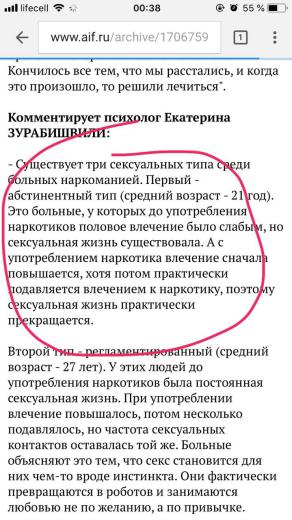 lifecell 00:38 55 %
www.aif.ru/archive/1706759 1
Кончилось все тем, что мы расстались, и когда
это произошло, то решили лечиться".
Комментирует психолог Екатерина
ЗУРАБИШВИЛИ:
- Существует три сексуальных типа среди
больных наркоманией. Первый -
абстинентный тип (средний возраст - 21 год).
Это больные, у которых до употребления
наркотиков половое влечение было слабым, но
сексуальная жизнь существовала. А с
употреблением наркотика влечение сначала
повышается, хотя потом практически
подавляется влечением к наркотику, поэтому
сексуальная жизнь практически
прекращается.
Второй тип - регламентированный (средний
возраст - 27 лет). У этих людей до
употребления наркотиков была постоянная
сексуальная жизнь. При употреблении
влечение повышалось, потом несколько
подавлялось, но частота сексуальных
контактов оставалась той же. Больные
объясняют это тем, что секс становится для
них чем-то вроде инстинкта. Они фактически
превращаются в роботов и занимаются
любовью не по желанию, а по привычке.